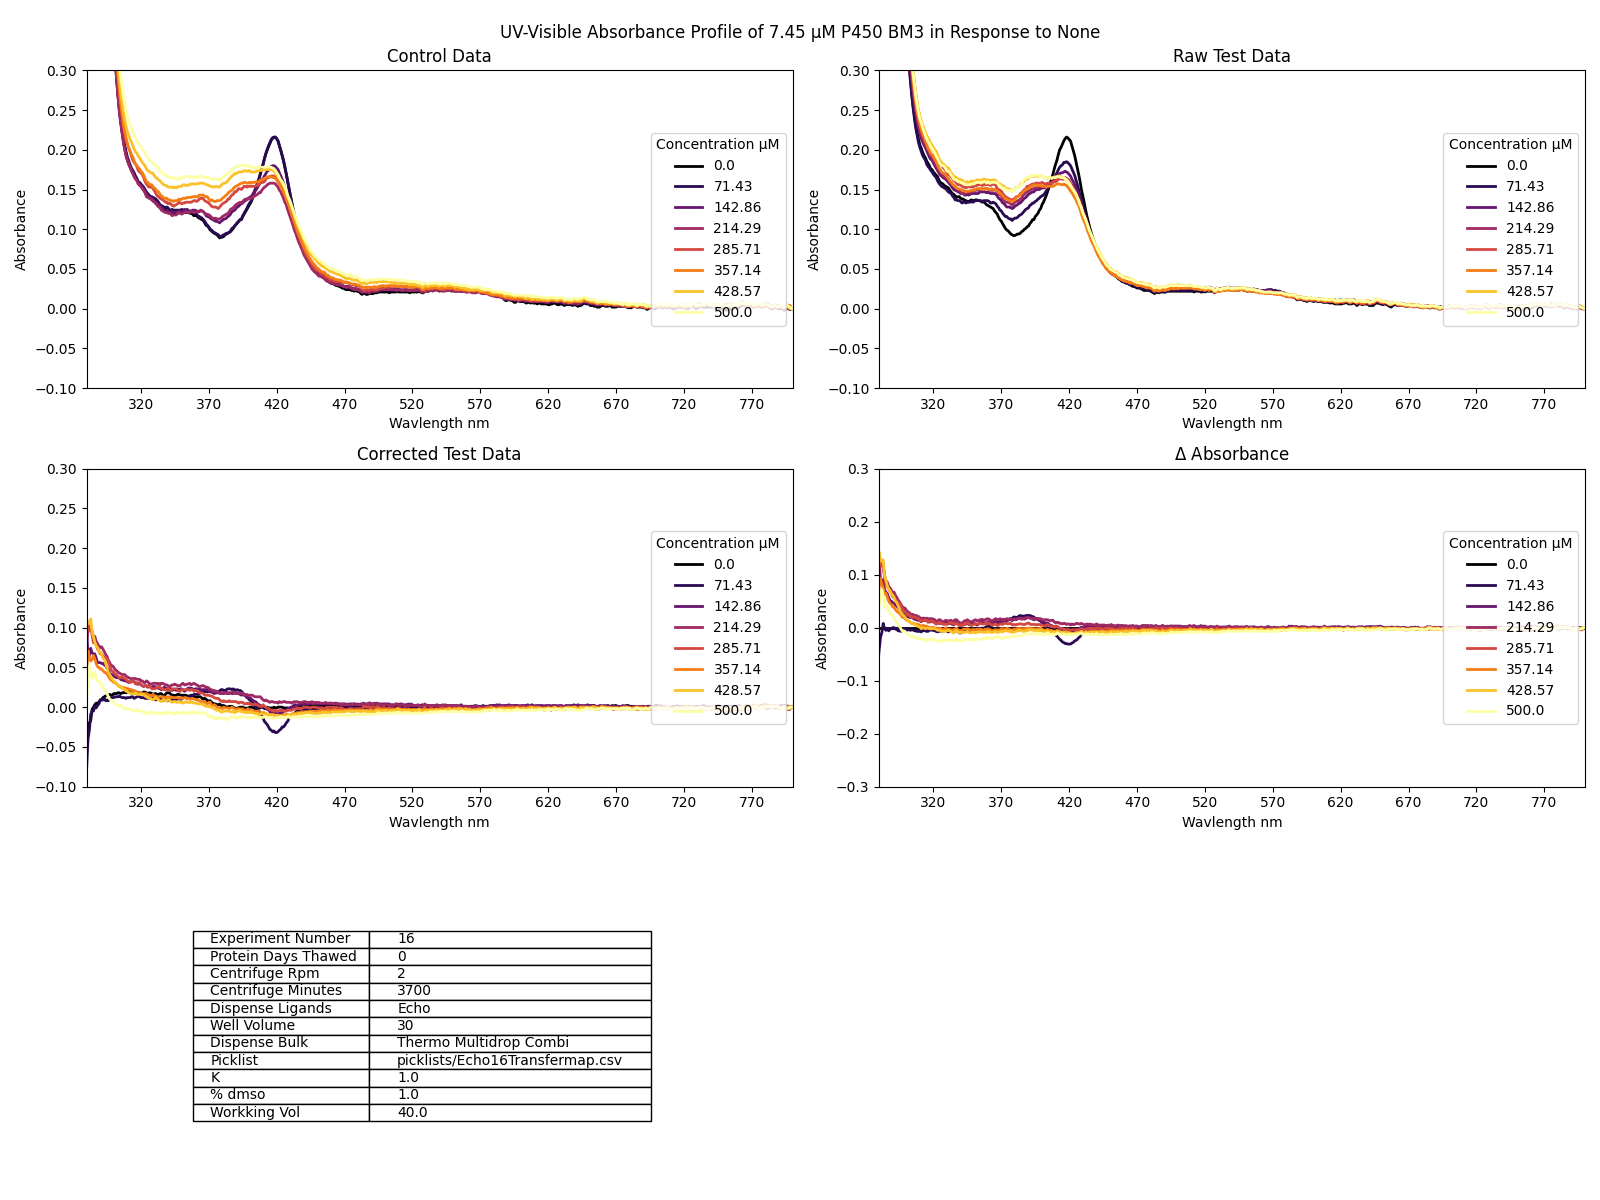 UV-Visible Absorbance Profile of 7.45 µM P450 BM3 in Response to None
Control Data
Absorbance
0.30
0.25
0.20
0.15
0.10
0.05
0.00
−0.05
−0.10
320 370 420 470 520 570 620 670 720 770
Wavlength nm
Concentration µM
0.0
71.43
142.86
214.29
285.71
357.14
428.57
500.0
Raw Test Data
Absorbance
0.30
0.25
0.20
0.15
0.10
0.05
0.00
−0.05
−0.10
320 370 420 470 520 570 620 670 720 770
Wavlength nm
Concentration µM
0.0
71.43
142.86
214.29
285.71
357.14
428.57
500.0
Corrected Test Data
Absorbance
0.30
0.25
0.20
0.15
0.10
0.05
0.00
−0.05
−0.10
320 370 420 470 520 570 620 670 720 770
Wavlength nm
Concentration µM
0.0
71.43
142.86
214.29
285.71
357.14
428.57
500.0
Δ Absorbance
Absorbance
0.3
0.2
0.1
0.0
−0.1
−0.2
−0.3
320 370 420 470 520 570 620 670 720 770
Wavlength nm
Concentration µM
0.0
71.43
142.86
214.29
285.71
357.14
428.57
500.0
Experiment Number 16
Protein Days Thawed 0
Centrifuge Rpm 2
Centrifuge Minutes 3700
Dispense Ligands Echo
Well Volume 30
Dispense Bulk Thermo Multidrop Combi
Picklist picklists/Echo16Transfermap.csv
K 1.0
% dmso 1.0
Workking Vol 40.0